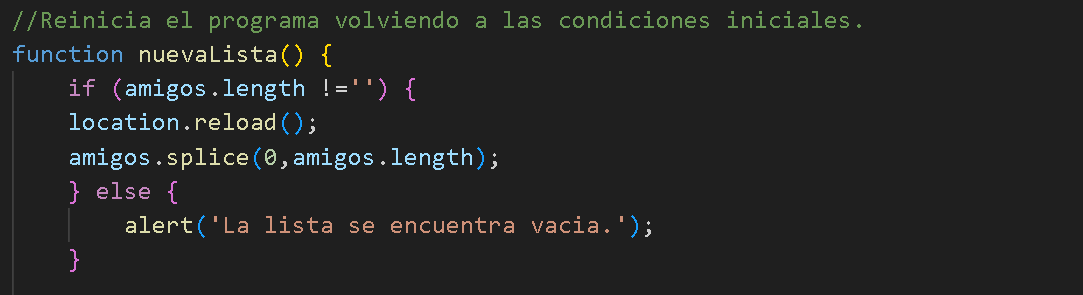 //Reinicia el programa volviendo a las condiciones iniciales.
function nuevaLista() {
    if (amigos.length !='') {
    location.reload();
    amigos.splice(0,amigos.length);
    } else {
        alert('La lista se encuentra vacia.');
    }